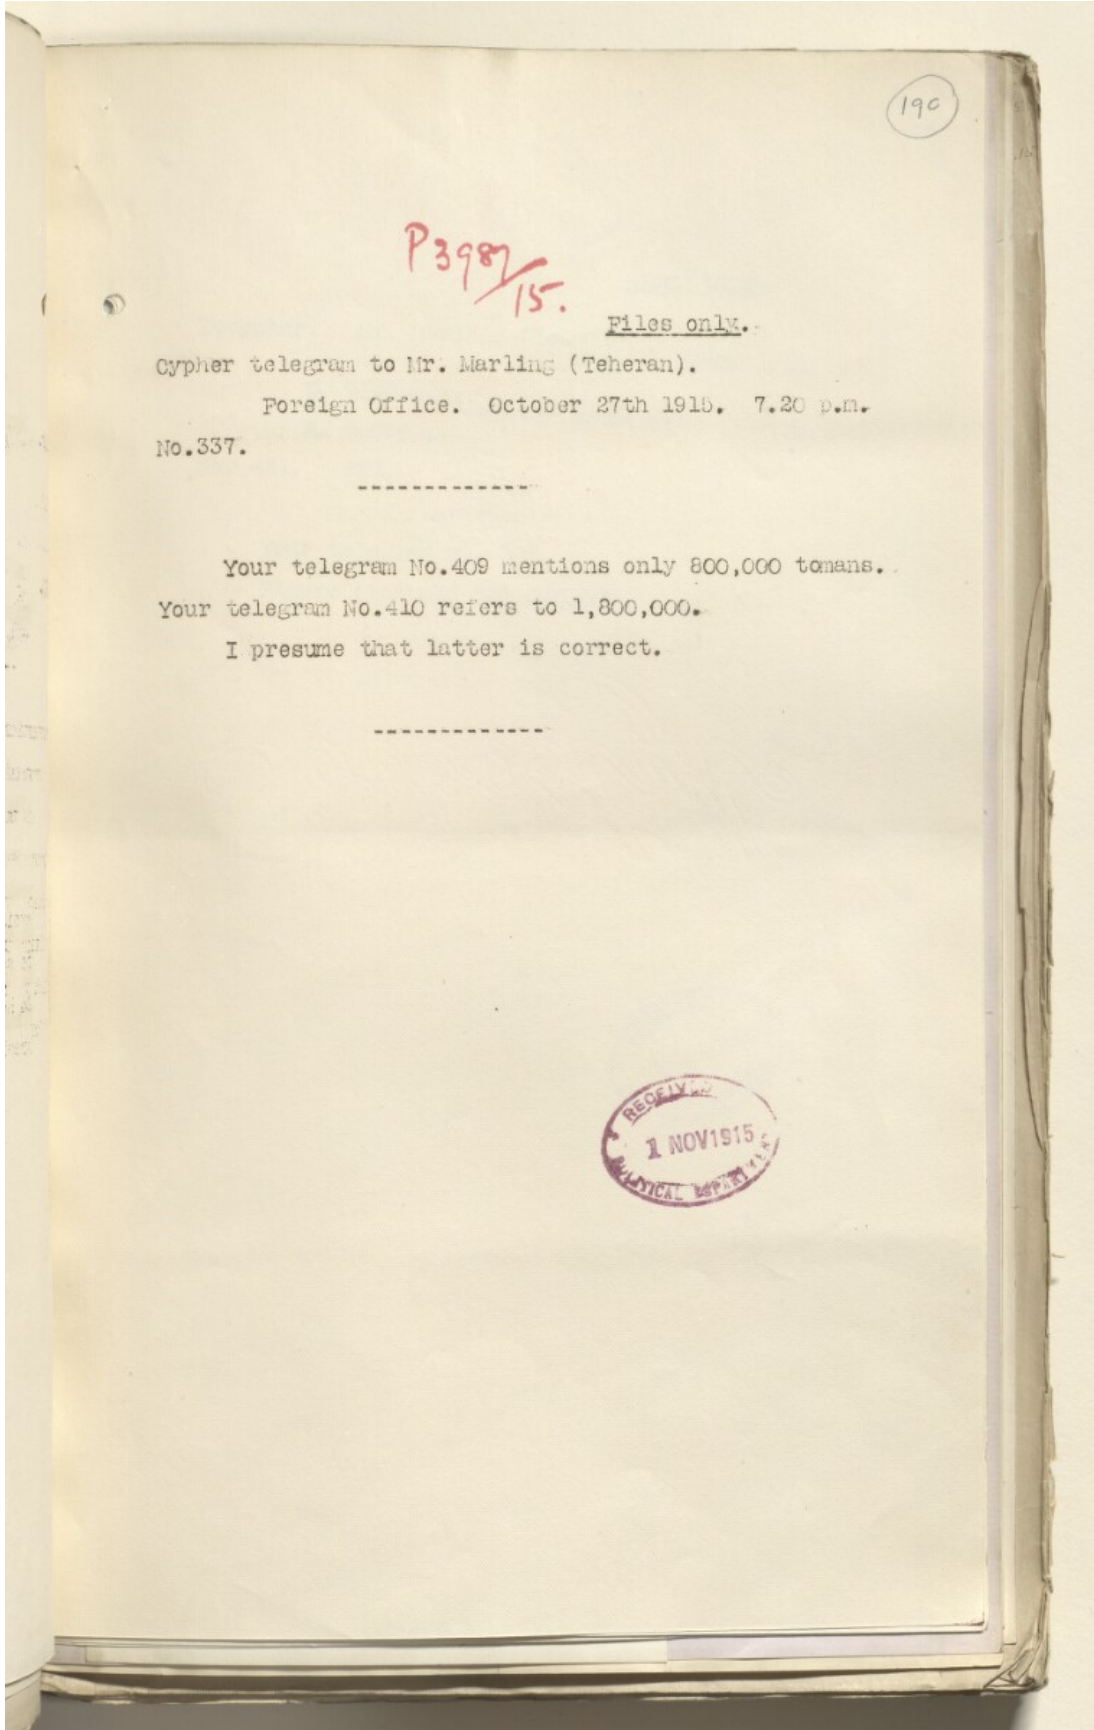 190
P 3987/15.
Files only.
Cypher telegram to Mr. Marling (Teheran).
Foreign Office. October 27th 1915. 7.20 p.m.
No.337.
-------------
Your telegram No.409 mentions only 800,000 tomans.
Your telegram No.410 refers to 1,800,000.
I presume that latter is correct.
-------------
RECEIVED
1 NOV 1915
POLITICAL DEPARTMENT